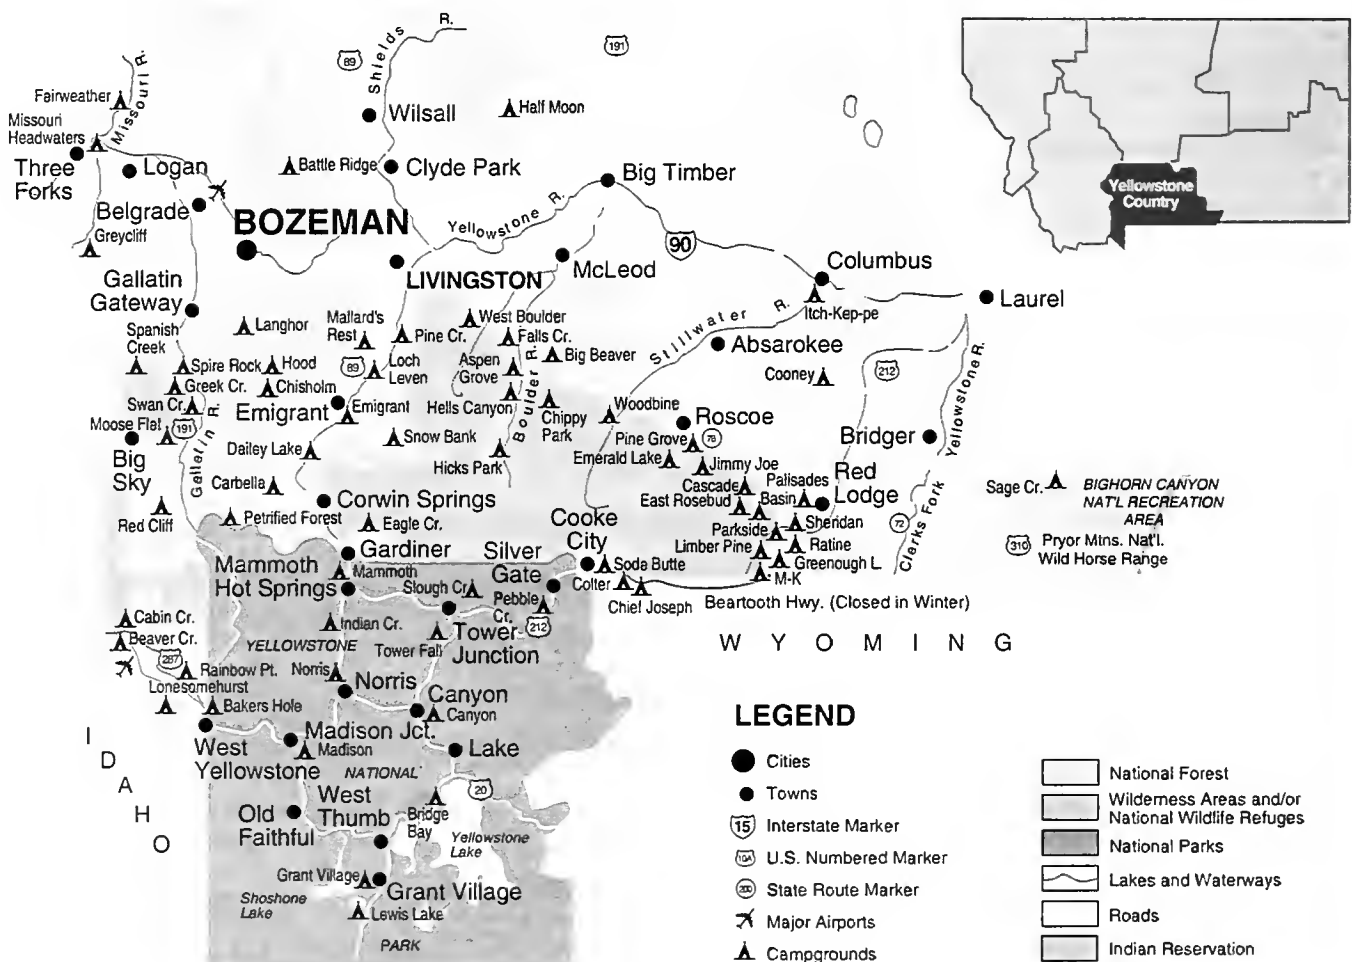 Shields R.
89
191
Missouri R.
Fairweather
Missouri
Headwaters
Three
Forks
Logan
Belgrade
Greycliff
Wilsall
Half Moon
Battle Ridge
Clyde Park
Big Timber
BOZEMAN
Yellowstone R.
90
LIVINGSTON
McLeod
Columbus
Itch-Kep-pe
Laurel
Yellowstone
Country
Gallatin
Gateway
Langhor
Mallard's
Rest
Pine Cr.
West Boulder
Falls Cr.
Big Beaver
Stillwater R.
Absarokee
Cooney
212
Spanish
Creek
Spire Rock
Hood
89
Loch
Leven
Aspen
Grove
Boulder R.
Greek Cr.
Chisholm
Swan Cr.
Emigrant
Emigrant
Hells Canyon
Chippy
Park
Woodbine
Roscoe
Moose Flat
191
Gallatin R.
Big
Sky
Dailey Lake
Snow Bank
Hicks Park
Pine Grove
78
Emerald Lake
Jimmy Joe
Bridger
Clarks Fork Yellowstone R.
Carbella
Corwin Springs
Cascade
Palisades
Red
Lodge
East Rosebud
Basin
Sage Cr.
BIGHORN CANYON
NAT'L RECREATION
AREA
Red Cliff
Petrified Forest
Eagle Cr.
Cooke
City
Parkside
Sheridan
72
310
Pryor Mtns. Nat'l.
Wild Horse Range
Gardiner
Silver
Gate
Limber Pine
Ratine
Mammoth
Hot Springs
Mammoth
Slough Cr.
Soda Butte
Greenough L.
Colter
M-K
Pebble
Cr.
Chief Joseph
Beartooth Hwy. (Closed in Winter)
Cabin Cr.
Indian Cr.
212
Beaver Cr.
YELLOWSTONE
Tower Fall
Tower-
Junction
WYOMING
287
Rainbow Pt.
Norris
Norris
Lonesomehurst
Bakers Hole
Canyon
Canyon
West
Yellowstone
Madison Jct.
Madison
Lake
NATIONAL
IDAHO
20
Old
Faithful
West
Thumb
Bridge
Bay
Yellowstone
Lake
Grant Village
Grant Village
Shoshone
Lake
Lewis Lake
PARK
LEGEND
Cities
Towns
15 Interstate Marker
10A U.S. Numbered Marker
200 State Route Marker
Major Airports
Campgrounds
National Forest
Wilderness Areas and/or
National Wildlife Refuges
National Parks
Lakes and Waterways
Roads
Indian Reservation